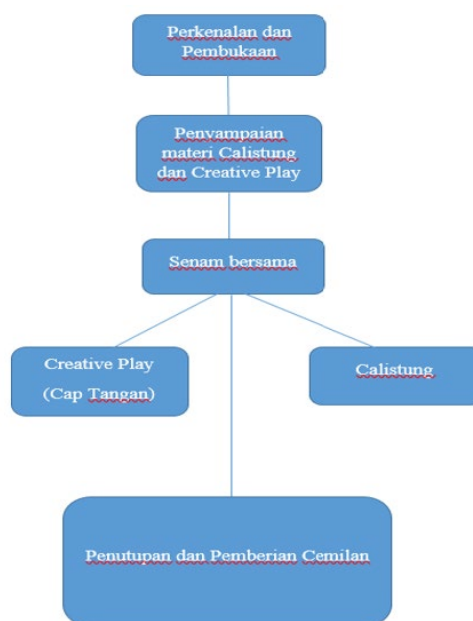 Perkenalan dan
Pembukaan
Penyampaian
materi Calistung
dan Creative Play
Senam bersama
Creative Play
(Cap Tangan)
Calistung
Penutupan dan Pemberian Cemilan